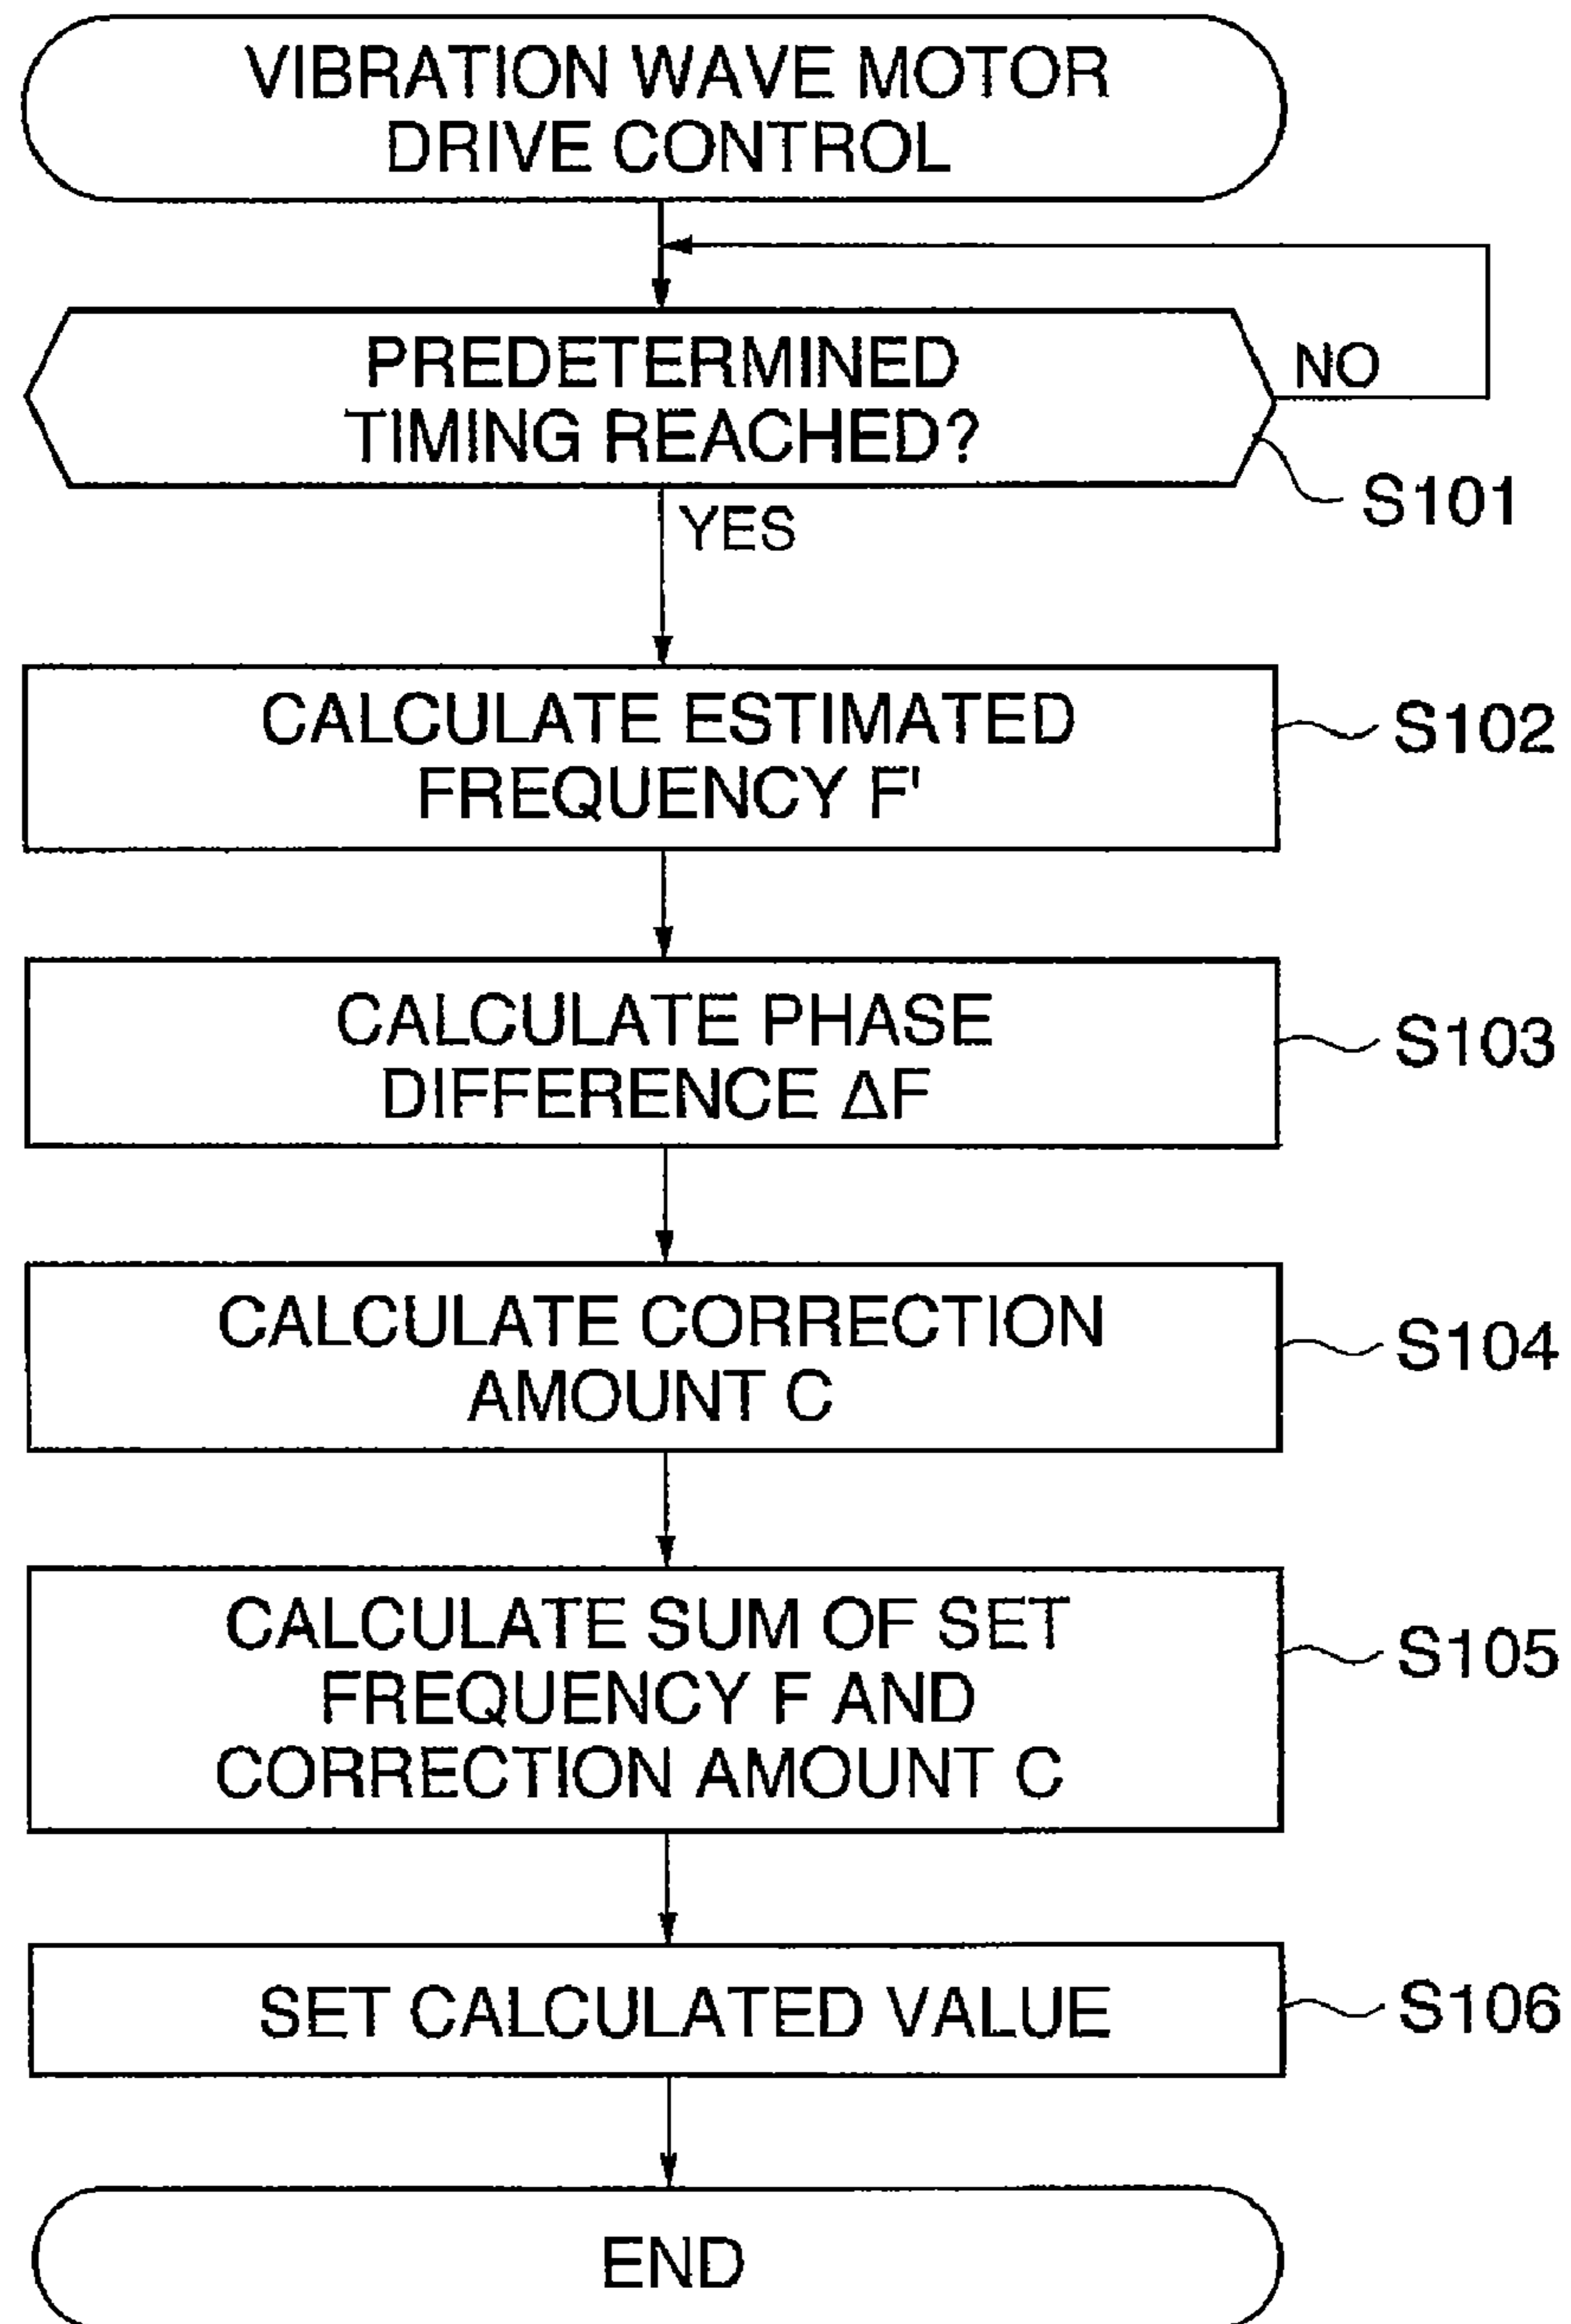 VIBRATION WAVE MOTOR
DRIVE CONTROL
PREDETERMINED
TIMING REACHED?
NO
S101
YES
CALCULATE ESTIMATED
FREQUENCY F'
S102
CALCULATE PHASE
DIFFERENCE ΔF
S103
CALCULATE CORRECTION
AMOUNT C
S104
CALCULATE SUM OF SET
FREQUENCY F AND
CORRECTION AMOUNT C
S105
SET CALCULATED VALUE
S106
END